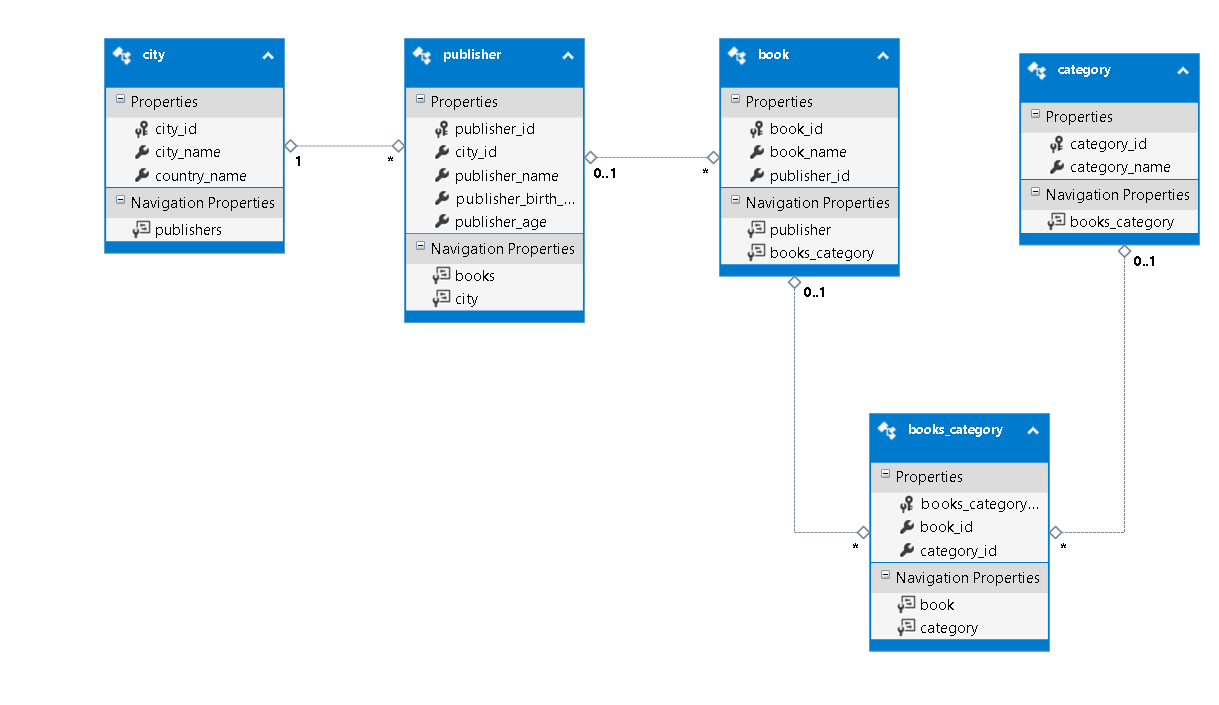 city
Properties
city_id
city_name
country_name
Navigation Properties
publishers
1
*
publisher
Properties
publisher_id
city_id
publisher_name
publisher_birth_...
publisher_age
Navigation Properties
books
city
0..1
*
book
Properties
book_id
book_name
publisher_id
Navigation Properties
publisher
books_category
0..1
category
Properties
category_id
category_name
Navigation Properties
books_category
0..1
books_category
Properties
books_category...
book_id
category_id
Navigation Properties
book
category
*
*